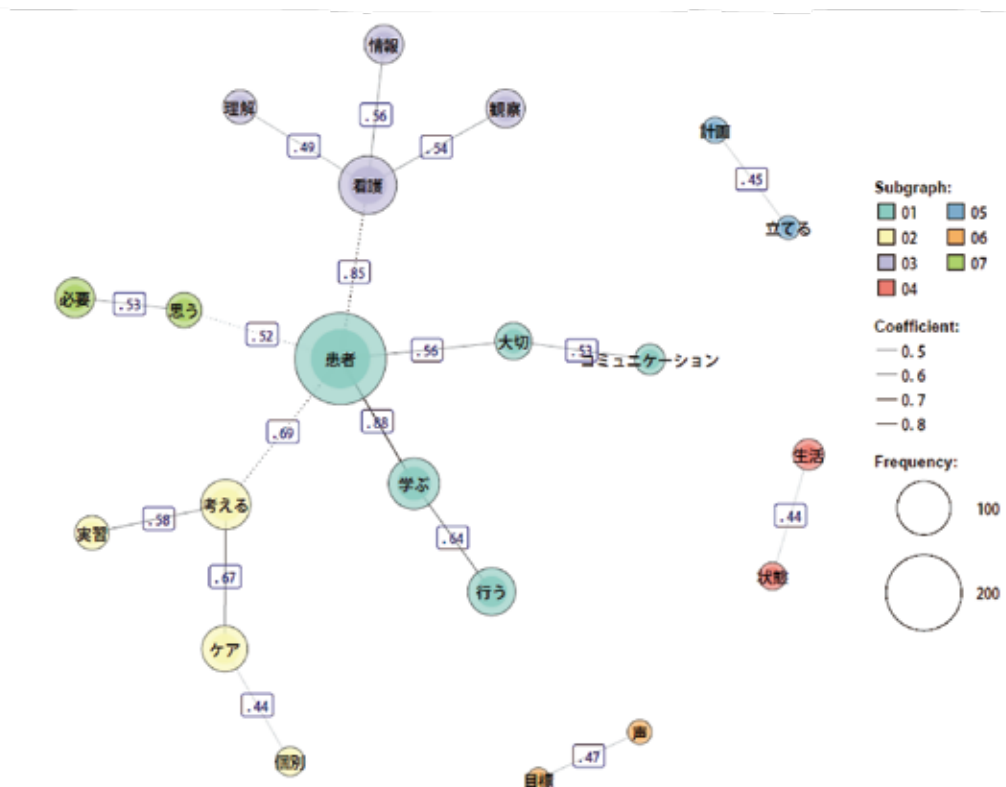 情報
理解
.56
観察
.49
.54
看護
計画
.45
立てる
Subgraph:
01 05
02 06
03 07
04
.85
必要
.53
思う
.52
患者
.56
大切
.53
コミュニケーション
Coefficient:
0.5
0.6
0.7
0.8
.69
.88
生活
Frequency:
100
200
学ぶ
考える
実習
.58
.44
.64
.67
状態
行う
ケア
.44
個別
声
.47
目標